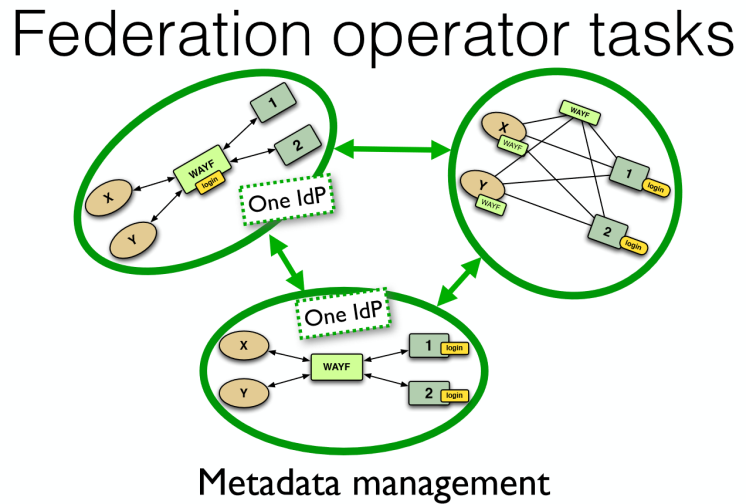 Federation operator tasks
1
2
WAYF
login
X
Y
One IdP
WAYF
X
WAYF
1
login
Y
WAYF
2
login
One IdP
X
1
login
WAYF
Y
2
login
Metadata management